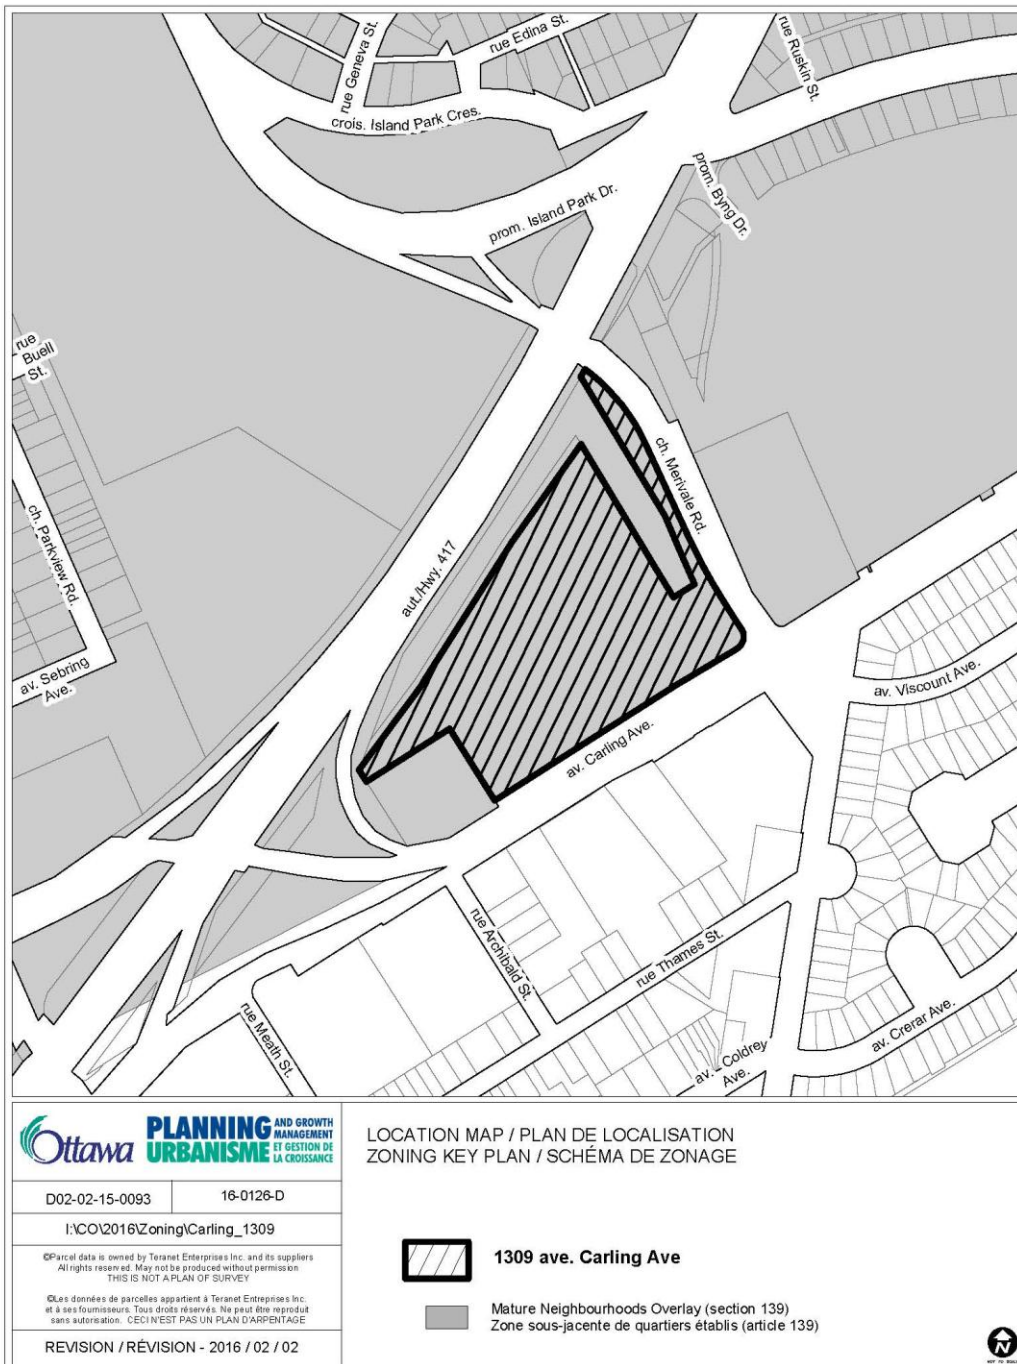 rue Geneva St.
rue Edina St.
rue Ruskin St.
crois. Island Park Cres.
prom. Island Park Dr.
prom. Byng Dr.
rue
Buell
St.
ch. Parkview Rd.
av. Sebring
Ave.
aut./Hwy. 417
ch. Merivale Rd.
av. Carling Ave.
av. Viscount Ave.
rue Archibald St.
rue Thames St.
rue Meath St.
av. Coldrey
Ave.
av. Crerar Ave.
Ottawa
PLANNING AND GROWTH MANAGEMENT
URBANISME ET GESTION DE LA CROISSANCE
LOCATION MAP / PLAN DE LOCALISATION
ZONING KEY PLAN / SCHÉMA DE ZONAGE
D02-02-15-0093
16-0126-D
I:\CO\2016\Zoning\Carling_1309
©Parcel data is owned by Teranet Enterprises Inc. and its suppliers
All rights reserved. May not be produced without permission
THIS IS NOT A PLAN OF SURVEY
©Les données de parcelles appartient à Teranet Enterprises Inc.
et à ses fournisseurs. Tous droits réservés. Ne peut être reproduit
sans autorisation. CECI N'EST PAS UN PLAN D'ARPENTAGE
REVISION / RÉVISION - 2016 / 02 / 02
1309 ave. Carling Ave
Mature Neighbourhoods Overlay (section 139)
Zone sous-jacente de quartiers établis (article 139)
N
NOT TO SCALE